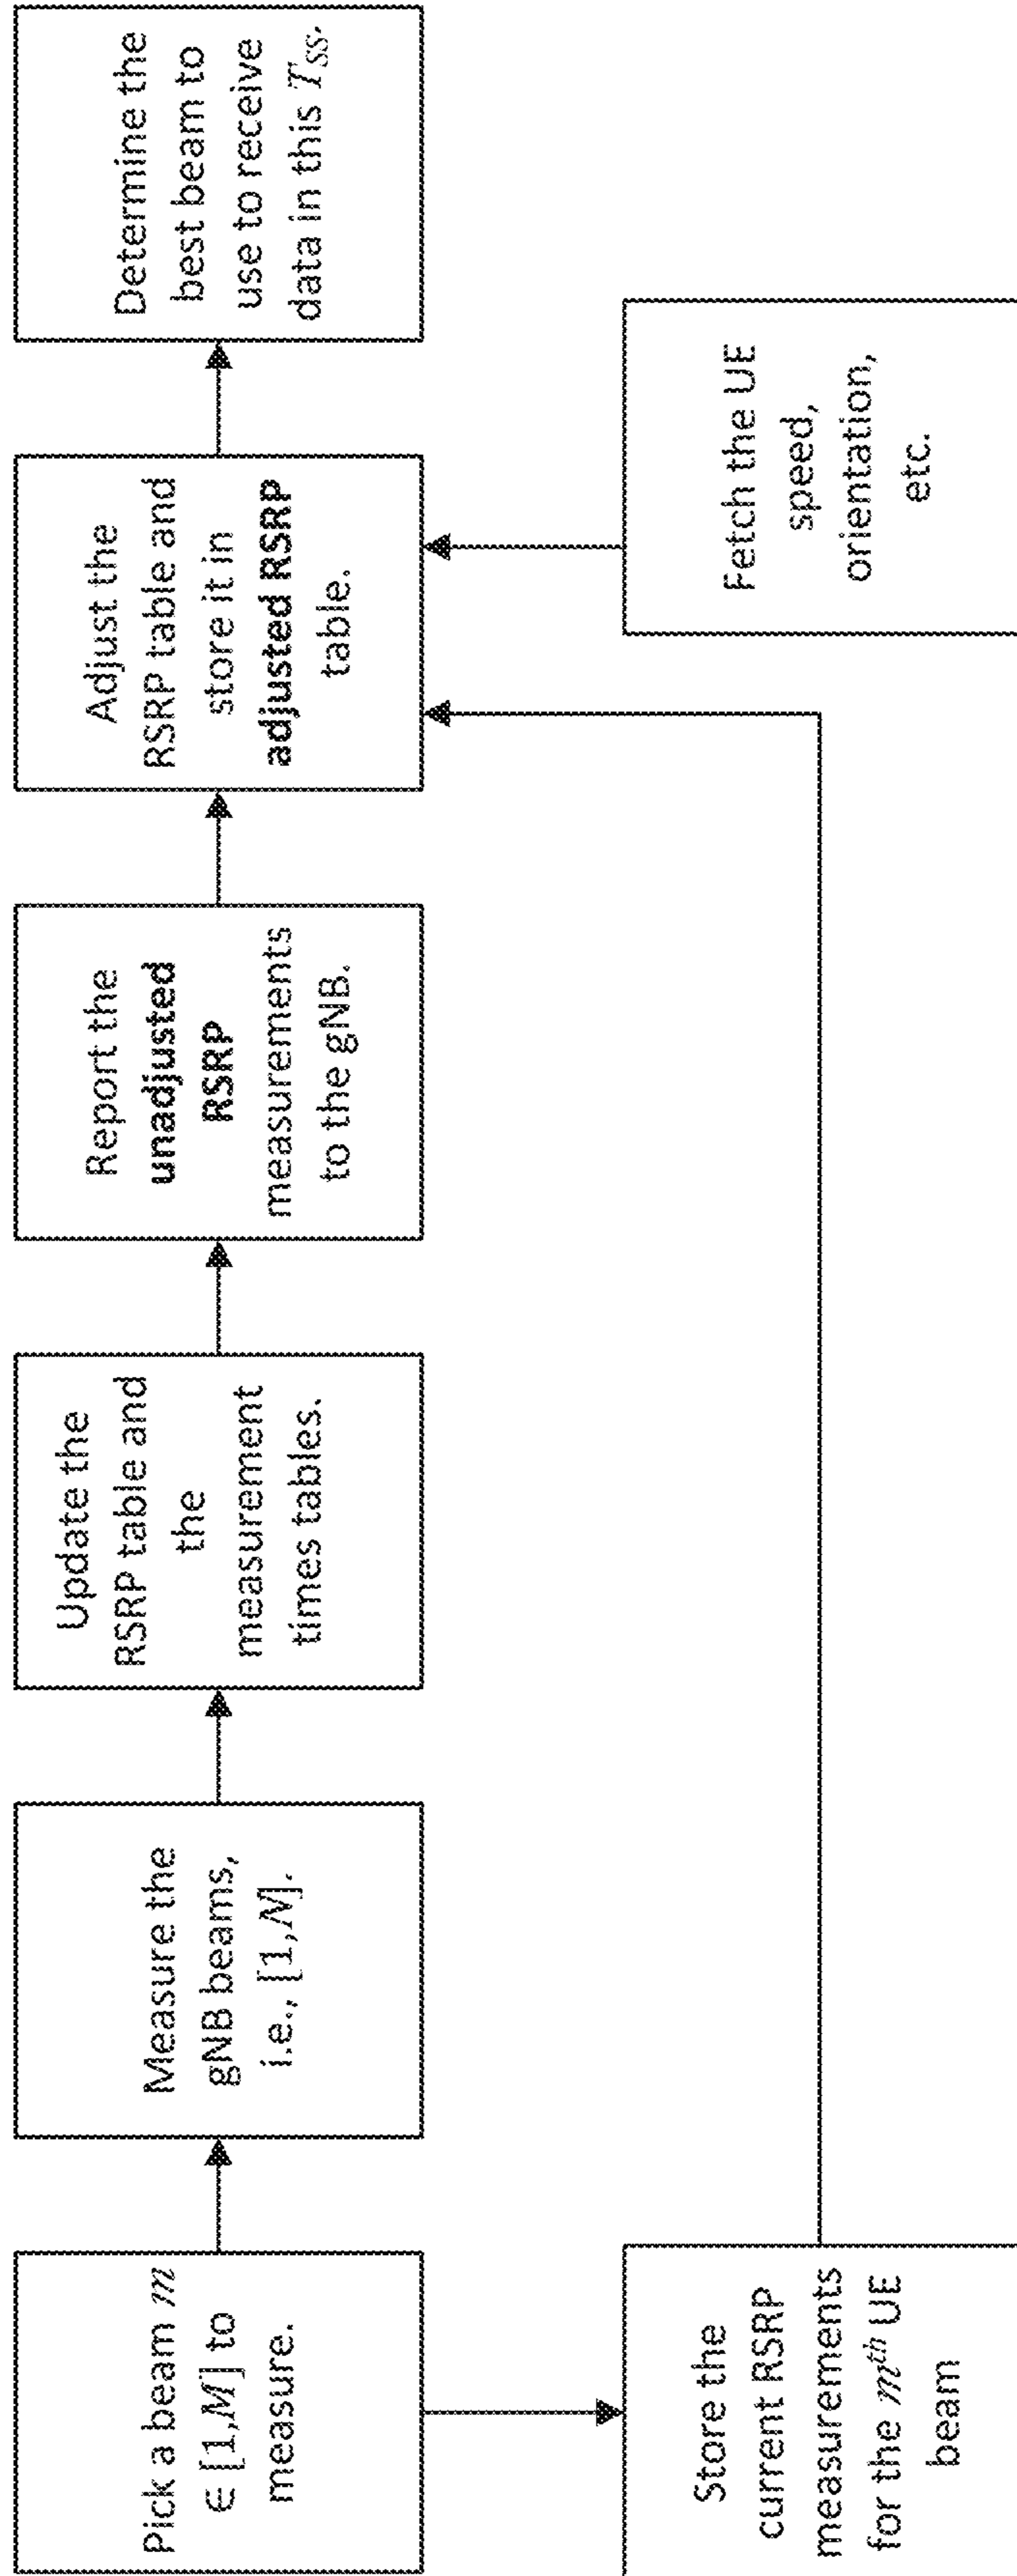 Pick a beam m
∈ [1,M] to
measure.
Measure the
gNB beams,
i.e., [1,N].
Update the
RSRP table and
the
measurement
times tables.
Report the
unadjusted
RSRP
measurements
to the gNB.
Adjust the
RSRP table and
store it in
adjusted RSRP
table.
Determine the
best beam to
use to receive
data in this T_SS.
Store the
current RSRP
measurements
for the m^th UE
beam
Fetch the UE
speed,
orientation,
etc.